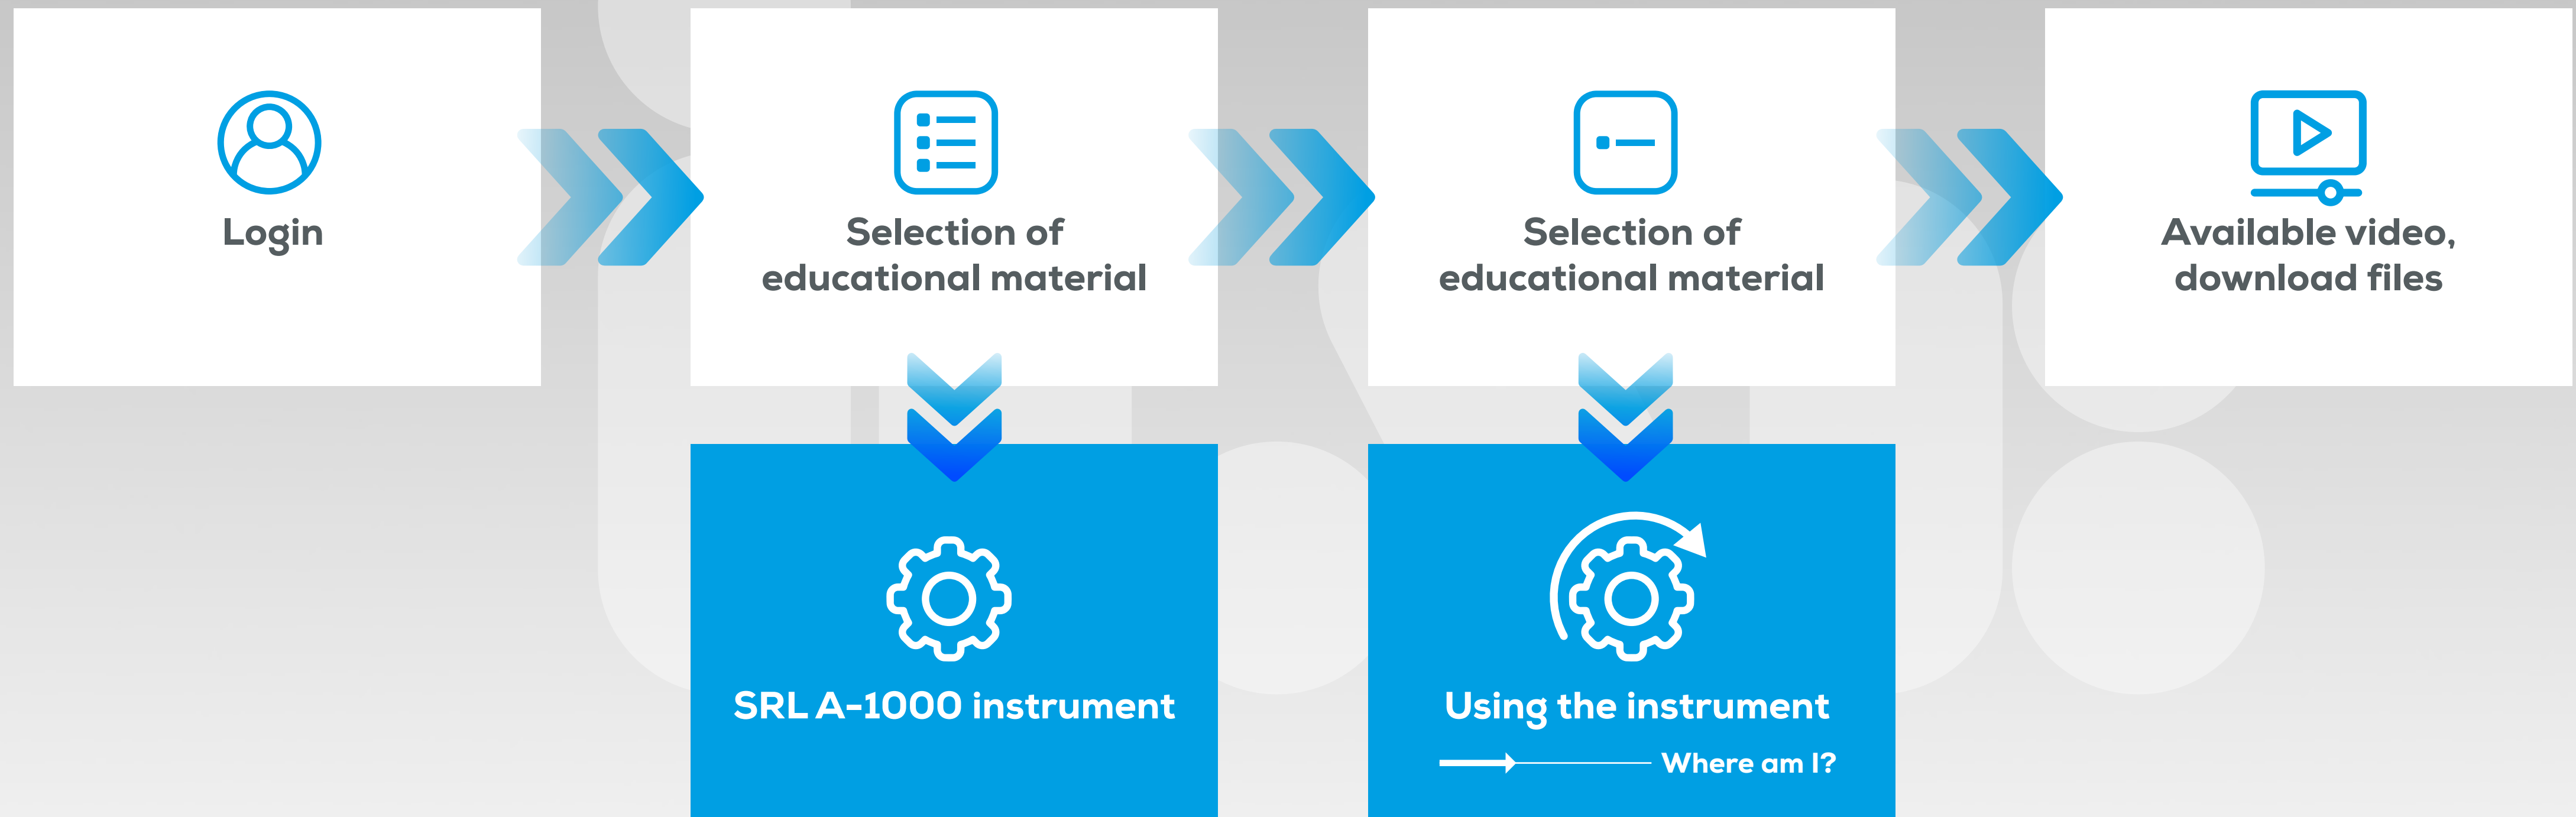 Login
Selection of
educational material
Selection of
educational material
Available video,
download files
SRL A-1000 instrument
Using the instrument
Where am I?